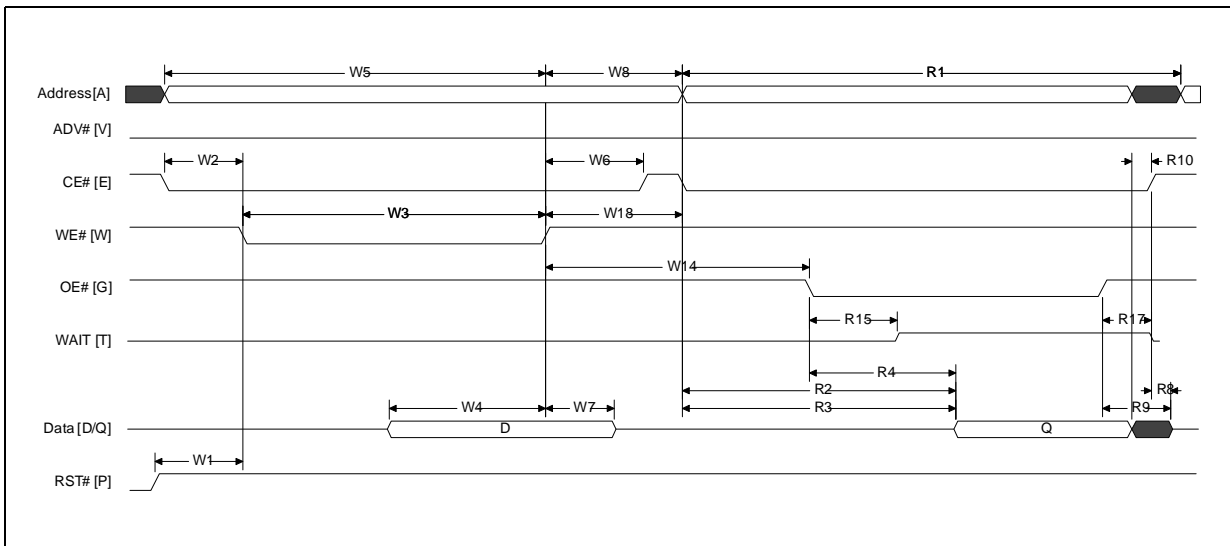 W5 W8 R1
Address [A]
ADV# [V]
W2 W6 R10
CE# [E]
W3 W18
WE# [W]
W14
OE# [G]
R15 R17
WAIT [T]
R4
R2 R8
W4 W7 R3 R9
Data [D/Q] D Q
W1
RST# [P]